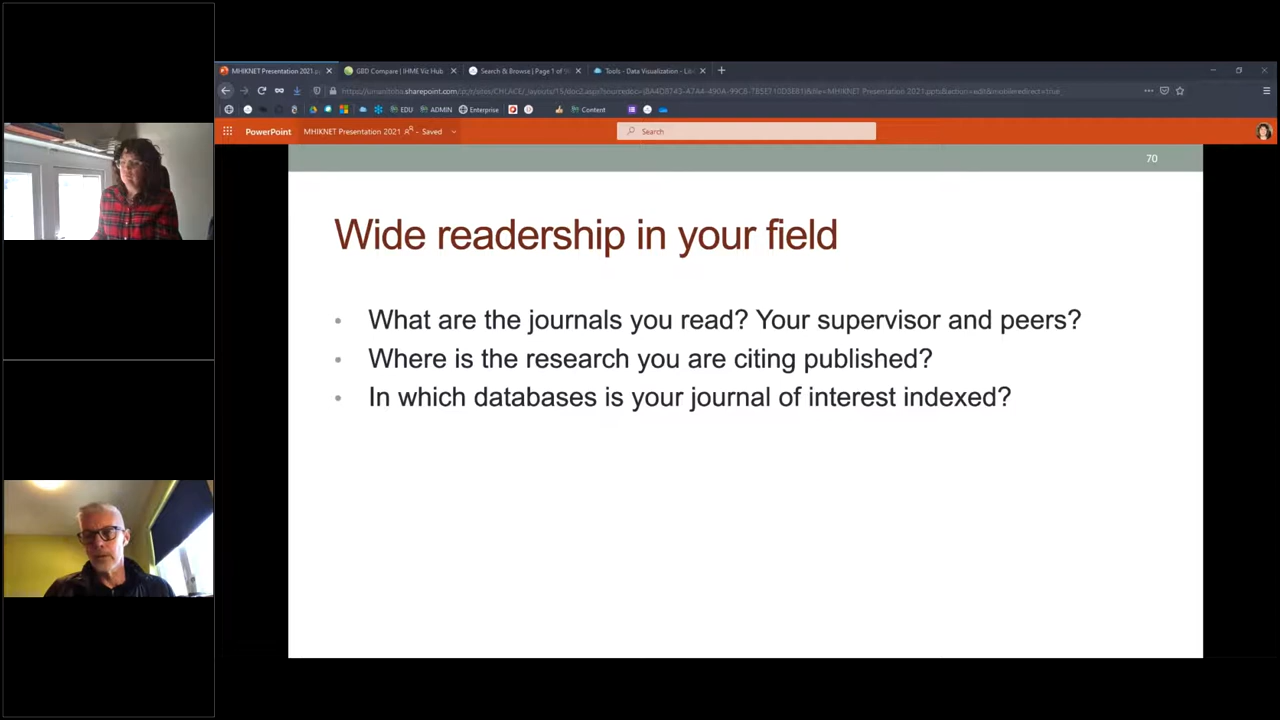 MHIKNET Presentation 2021
GBD Compare | IHME Viz Hub
Search & Browse | Page 1 of
Tools - Data Visualization - Lib
EDU
ADMIN
Enterprise
Content
PowerPoint
MHIKNET Presentation 2021
- Saved
Search
70
Wide readership in your field
• What are the journals you read? Your supervisor and peers?
• Where is the research you are citing published?
• In which databases is your journal of interest indexed?